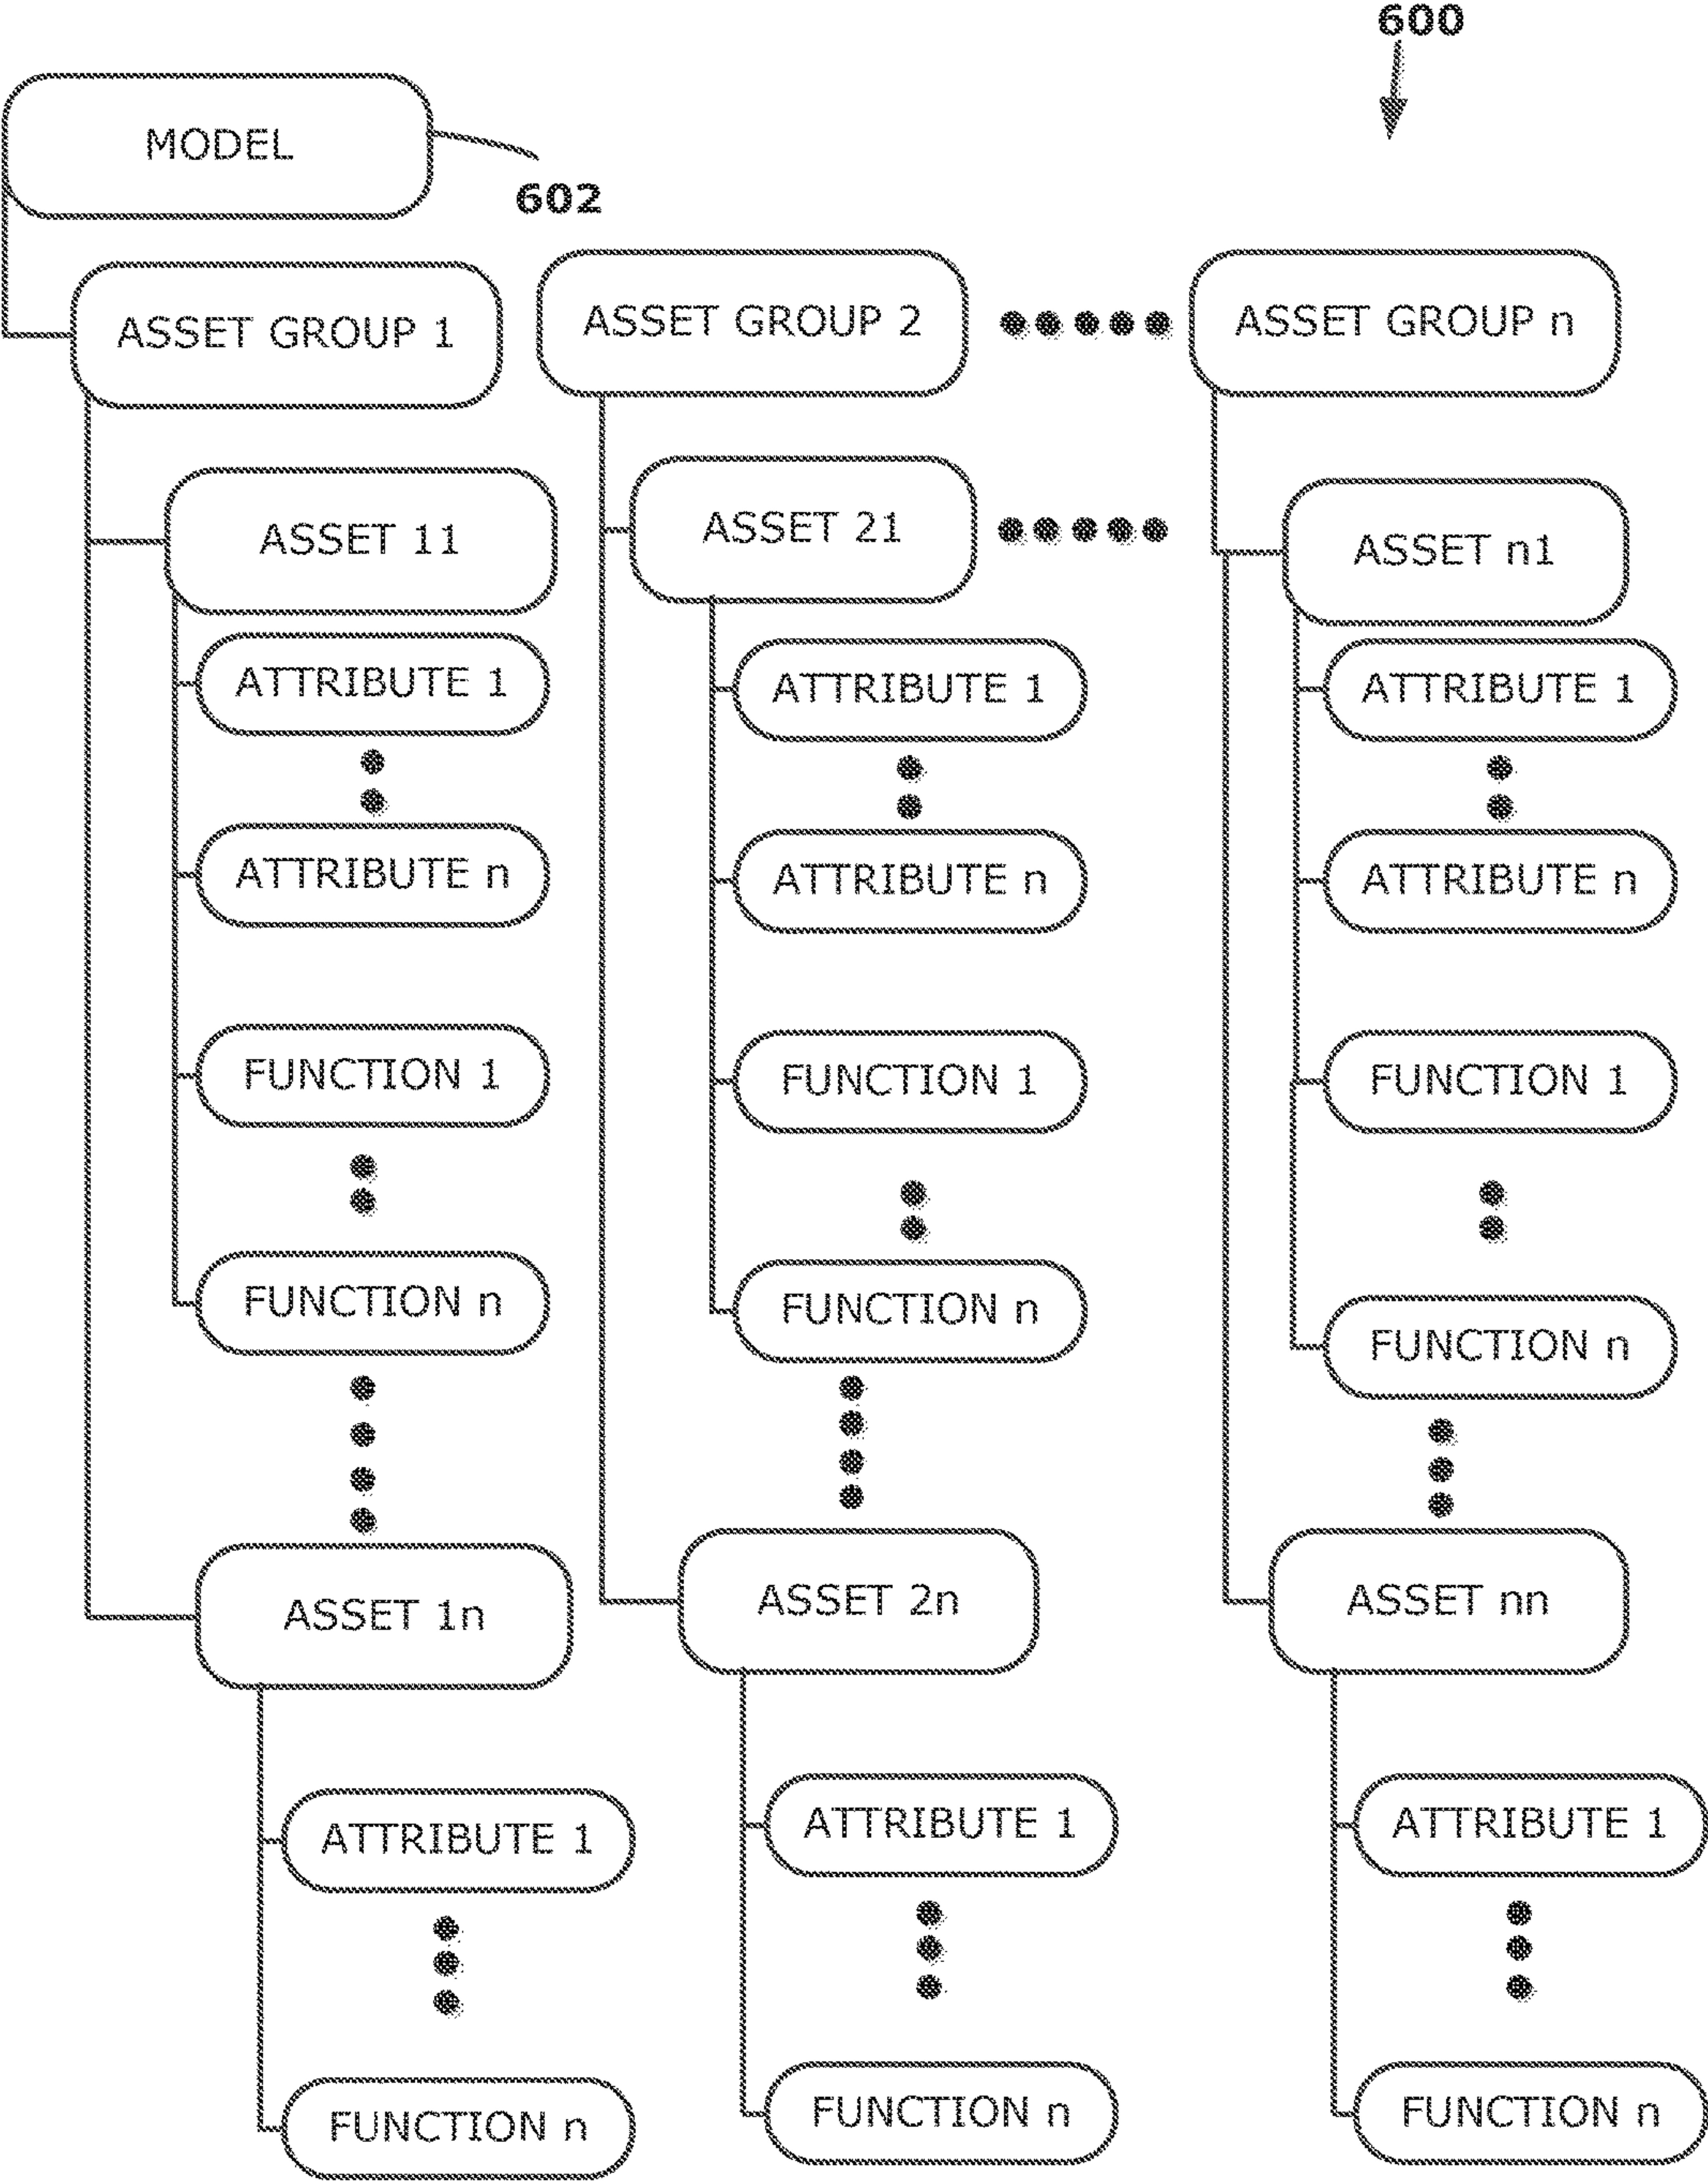 600
MODEL
602
ASSET GROUP 1
ASSET GROUP 2
ASSET GROUP n
ASSET 11
ASSET 21
ASSET n1
ATTRIBUTE 1
ATTRIBUTE 1
ATTRIBUTE 1
ATTRIBUTE n
ATTRIBUTE n
ATTRIBUTE n
FUNCTION 1
FUNCTION 1
FUNCTION 1
FUNCTION n
FUNCTION n
FUNCTION n
ASSET 1n
ASSET 2n
ASSET nn
ATTRIBUTE 1
ATTRIBUTE 1
ATTRIBUTE 1
FUNCTION n
FUNCTION n
FUNCTION n